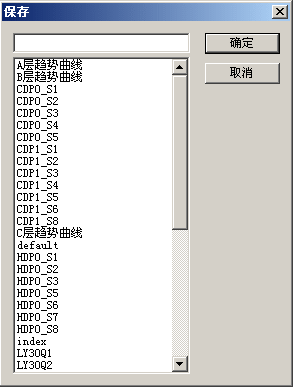 保存
确定
取消
A层趋势曲线
B层趋势曲线
CDP0_S1
CDP0_S2
CDP0_S3
CDP0_S4
CDP0_S5
CDP1_S1
CDP1_S2
CDP1_S3
CDP1_S4
CDP1_S5
CDP1_S6
CDP1_S8
C层趋势曲线
default
HDP0_S1
HDP0_S2
HDP0_S3
HDP0_S5
HDP0_S6
HDP0_S7
HDP0_S8
index
LY30Q1
LY30Q2